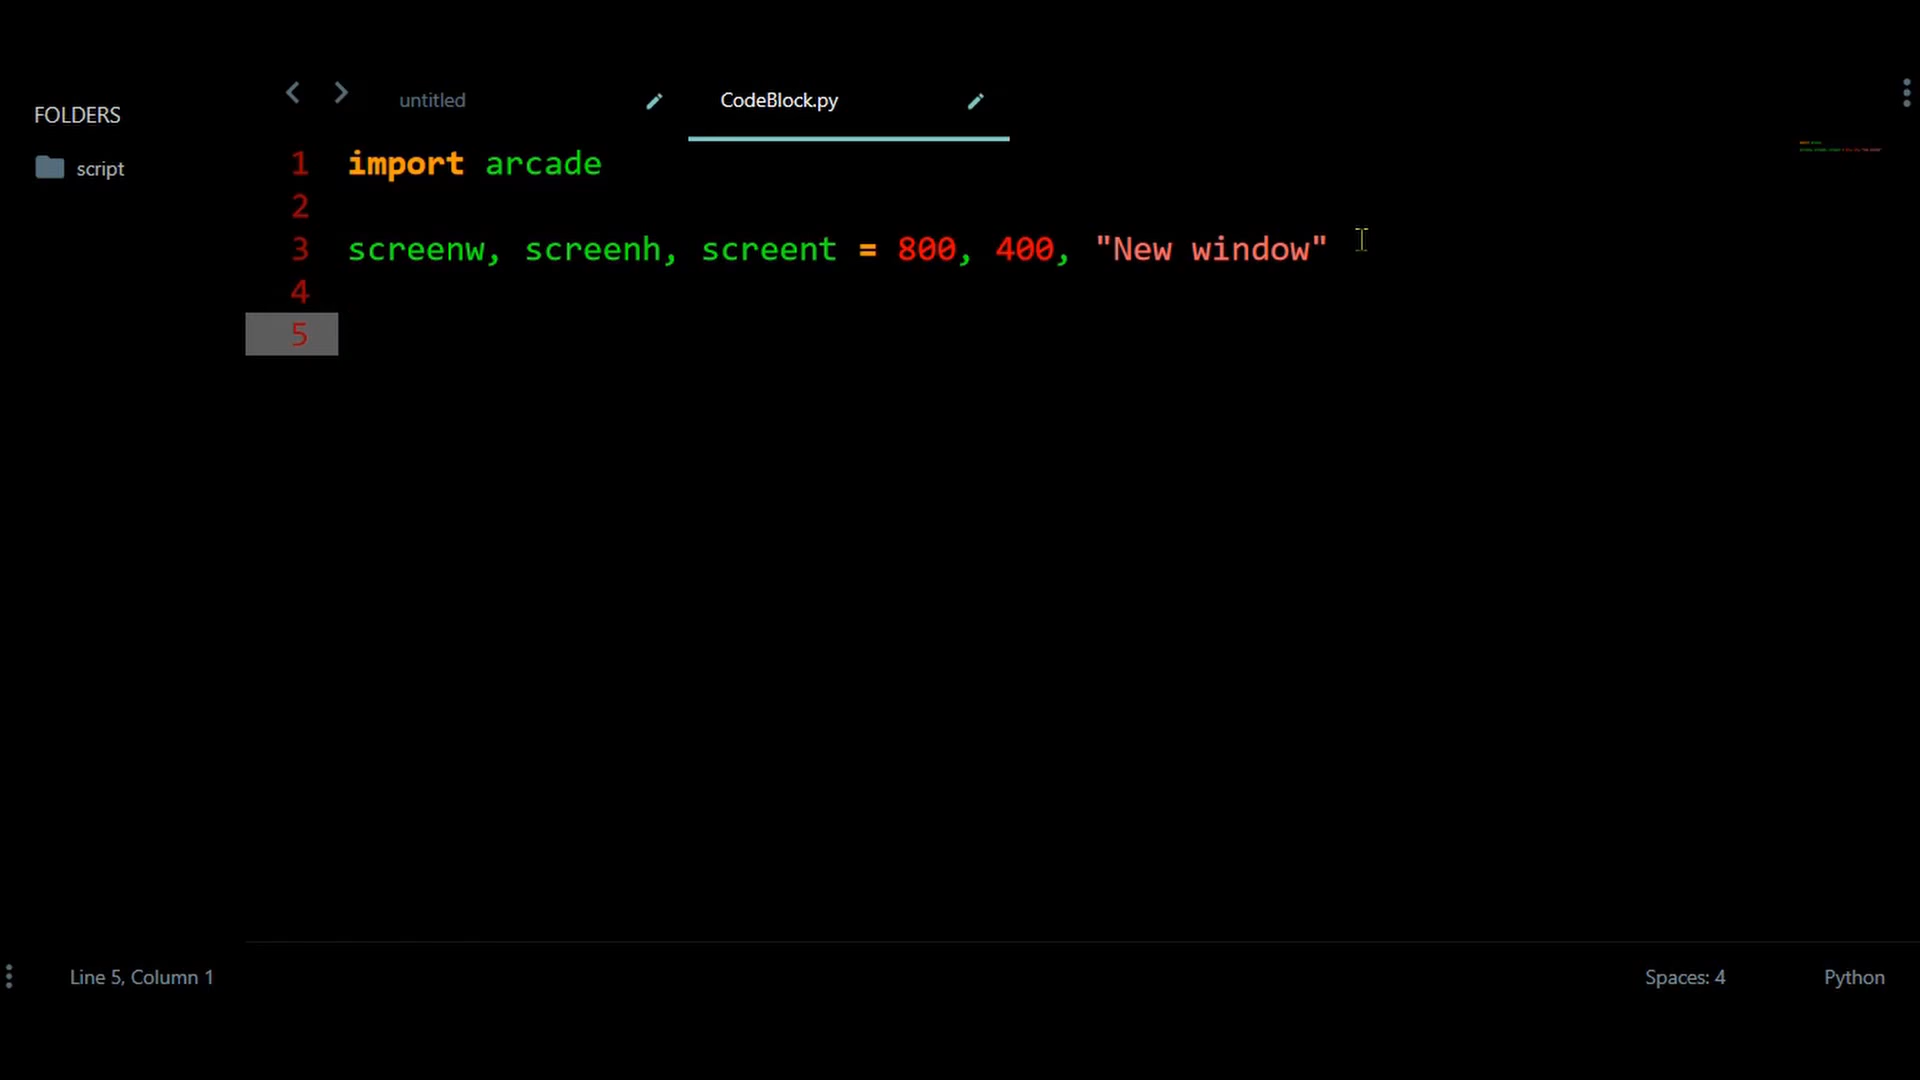 FOLDERS
script
untitled
CodeBlock.py
1 import arcade
2
3 screenw, screenh, screent = 800, 400, "New window"
4
5
Line 5, Column 1
Spaces: 4
Python